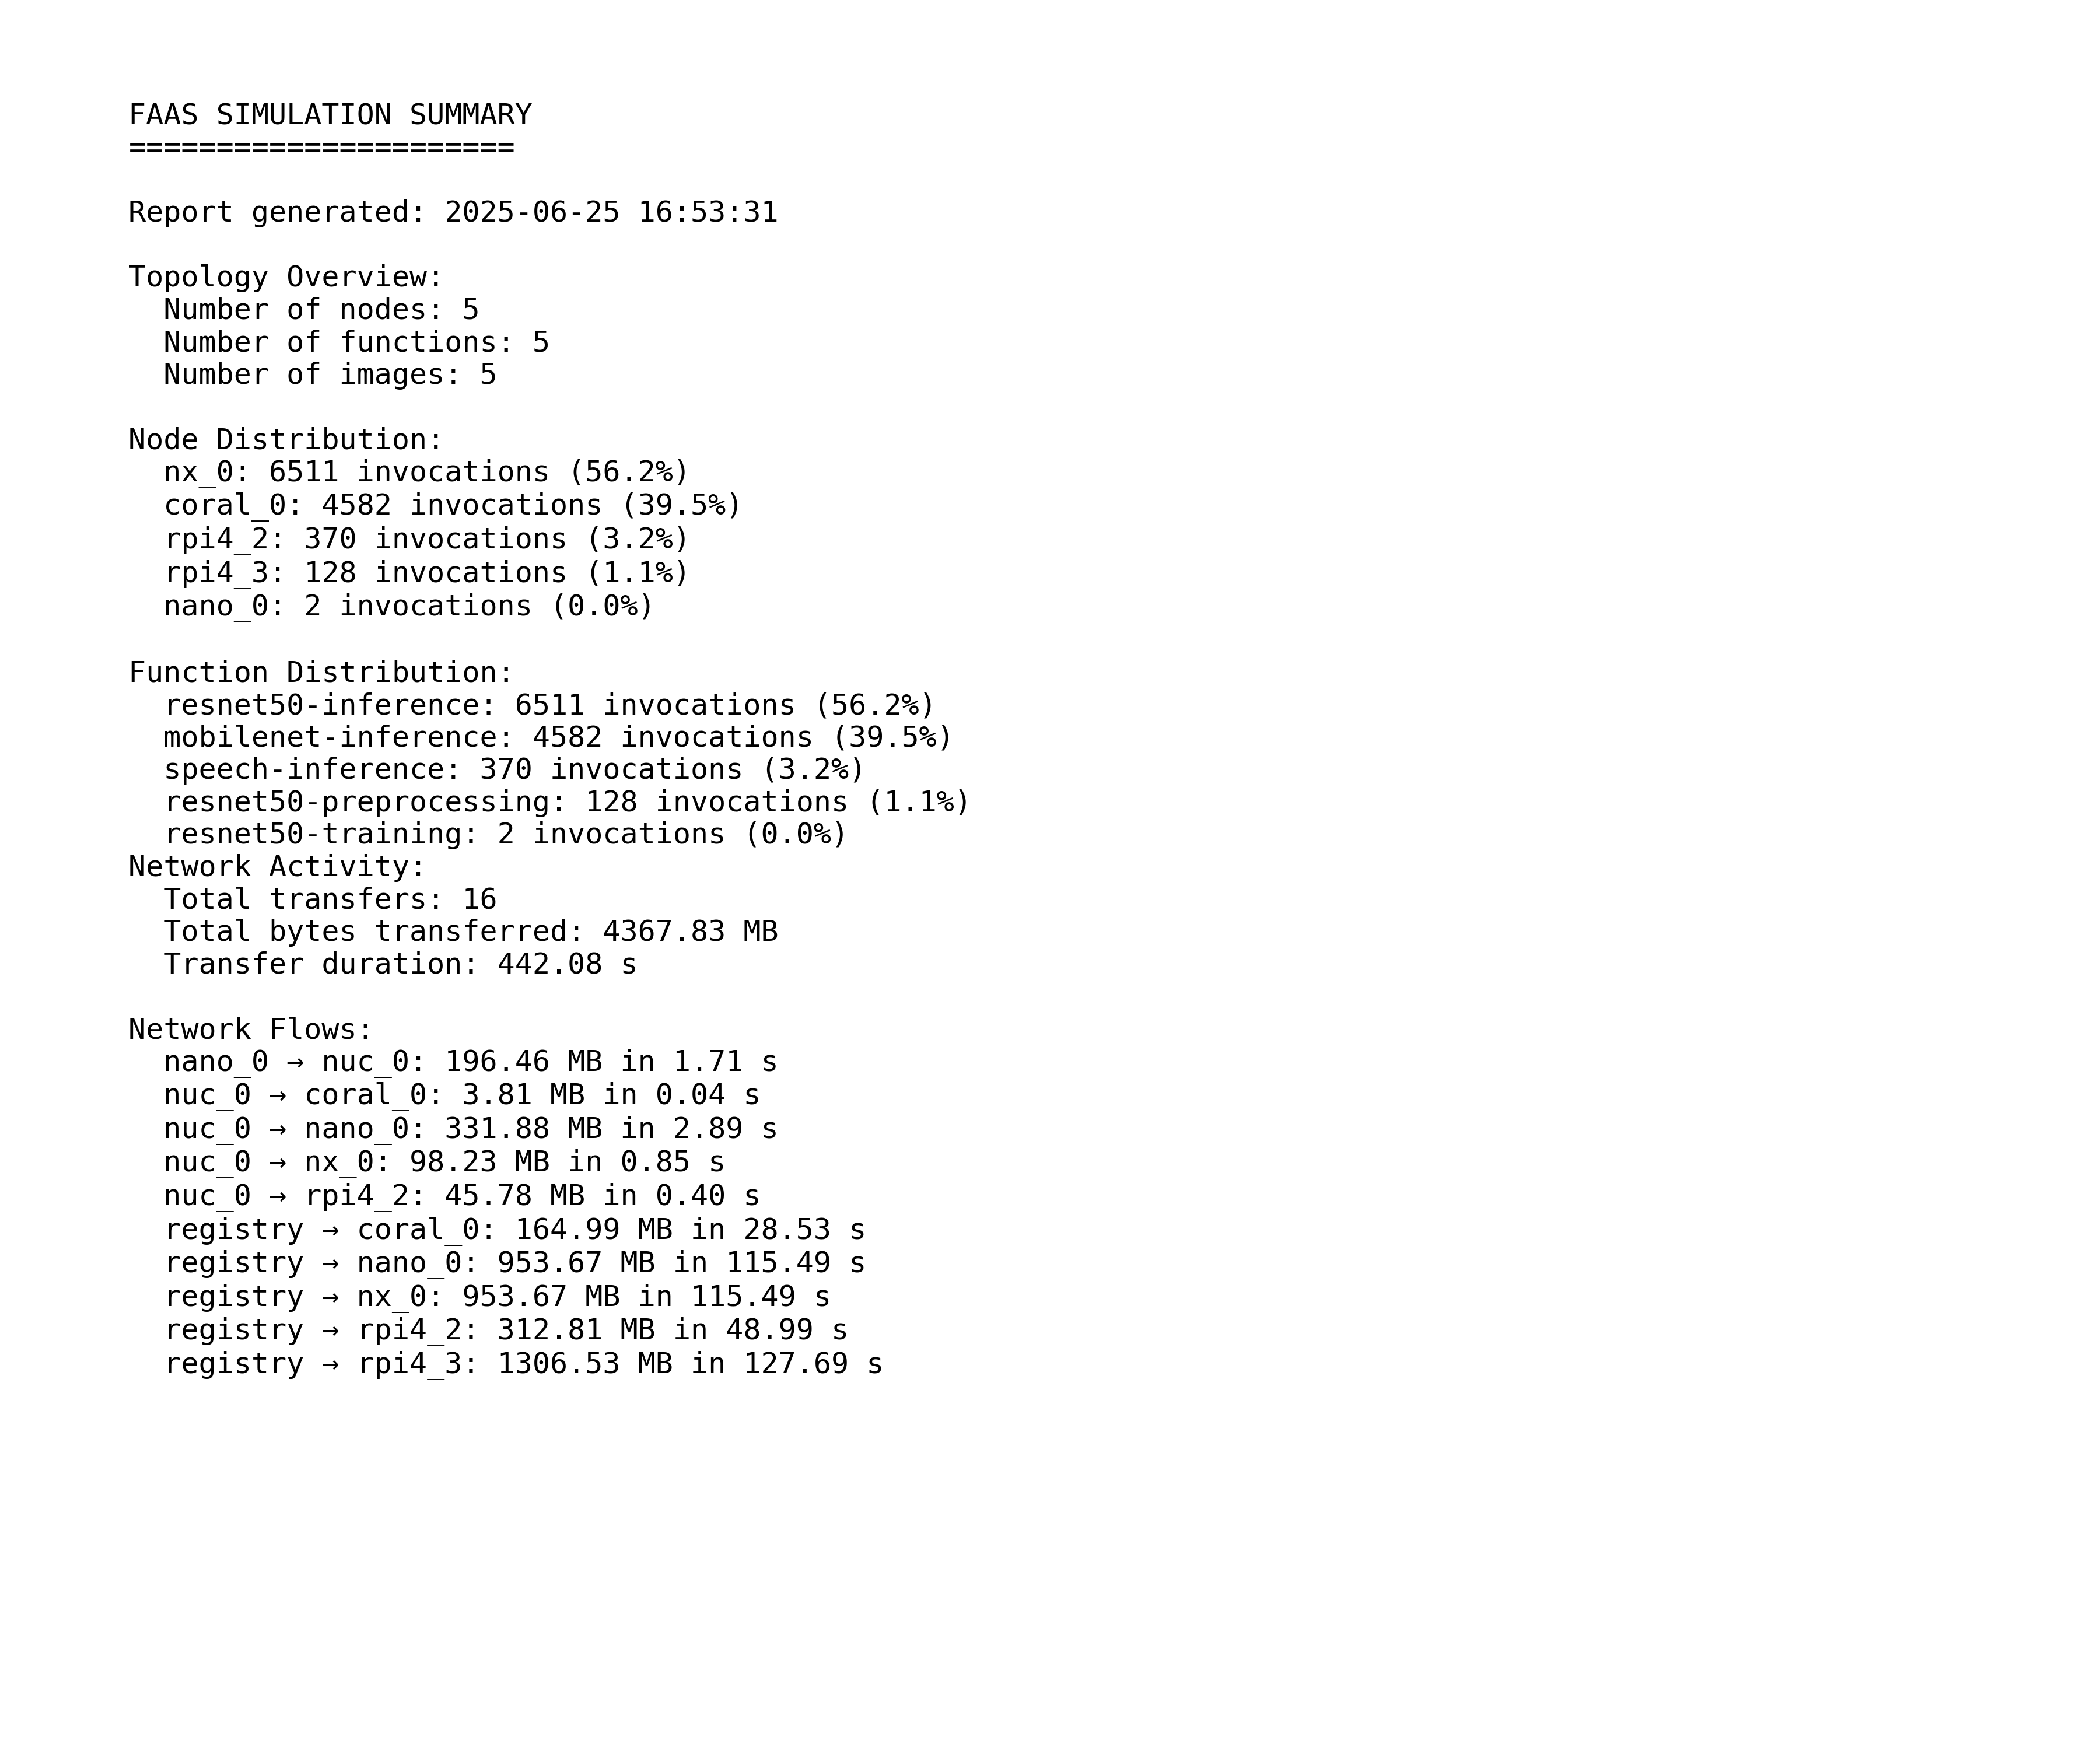 FAAS SIMULATION SUMMARY
======================
Report generated: 2025-06-25 16:53:31
Topology Overview:
Number of nodes: 5
Number of functions: 5
Number of images: 5
Node Distribution:
nx_0: 6511 invocations (56.2%)
coral_0: 4582 invocations (39.5%)
rpi4_2: 370 invocations (3.2%)
rpi4_3: 128 invocations (1.1%)
nano_0: 2 invocations (0.0%)
Function Distribution:
resnet50-inference: 6511 invocations (56.2%)
mobilenet-inference: 4582 invocations (39.5%)
speech-inference: 370 invocations (3.2%)
resnet50-preprocessing: 128 invocations (1.1%)
resnet50-training: 2 invocations (0.0%)
Network Activity:
Total transfers: 16
Total bytes transferred: 4367.83 MB
Transfer duration: 442.08 s
Network Flows:
nano_0 → nuc_0: 196.46 MB in 1.71 s
nuc_0 → coral_0: 3.81 MB in 0.04 s
nuc_0 → nano_0: 331.88 MB in 2.89 s
nuc_0 → nx_0: 98.23 MB in 0.85 s
nuc_0 → rpi4_2: 45.78 MB in 0.40 s
registry → coral_0: 164.99 MB in 28.53 s
registry → nano_0: 953.67 MB in 115.49 s
registry → nx_0: 953.67 MB in 115.49 s
registry → rpi4_2: 312.81 MB in 48.99 s
registry → rpi4_3: 1306.53 MB in 127.69 s